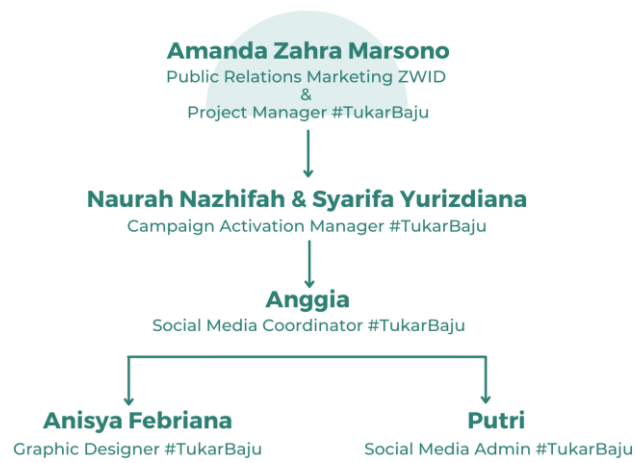 Amanda Zahra Marsono
Public Relations Marketing ZWID
&
Project Manager #TukarBaju
Naurah Nazhifah & Syarifa Yurizdiana
Campaign Activation Manager #TukarBaju
Anggia
Social Media Coordinator #TukarBaju
Anisya Febriana
Graphic Designer #TukarBaju
Putri
Social Media Admin #TukarBaju